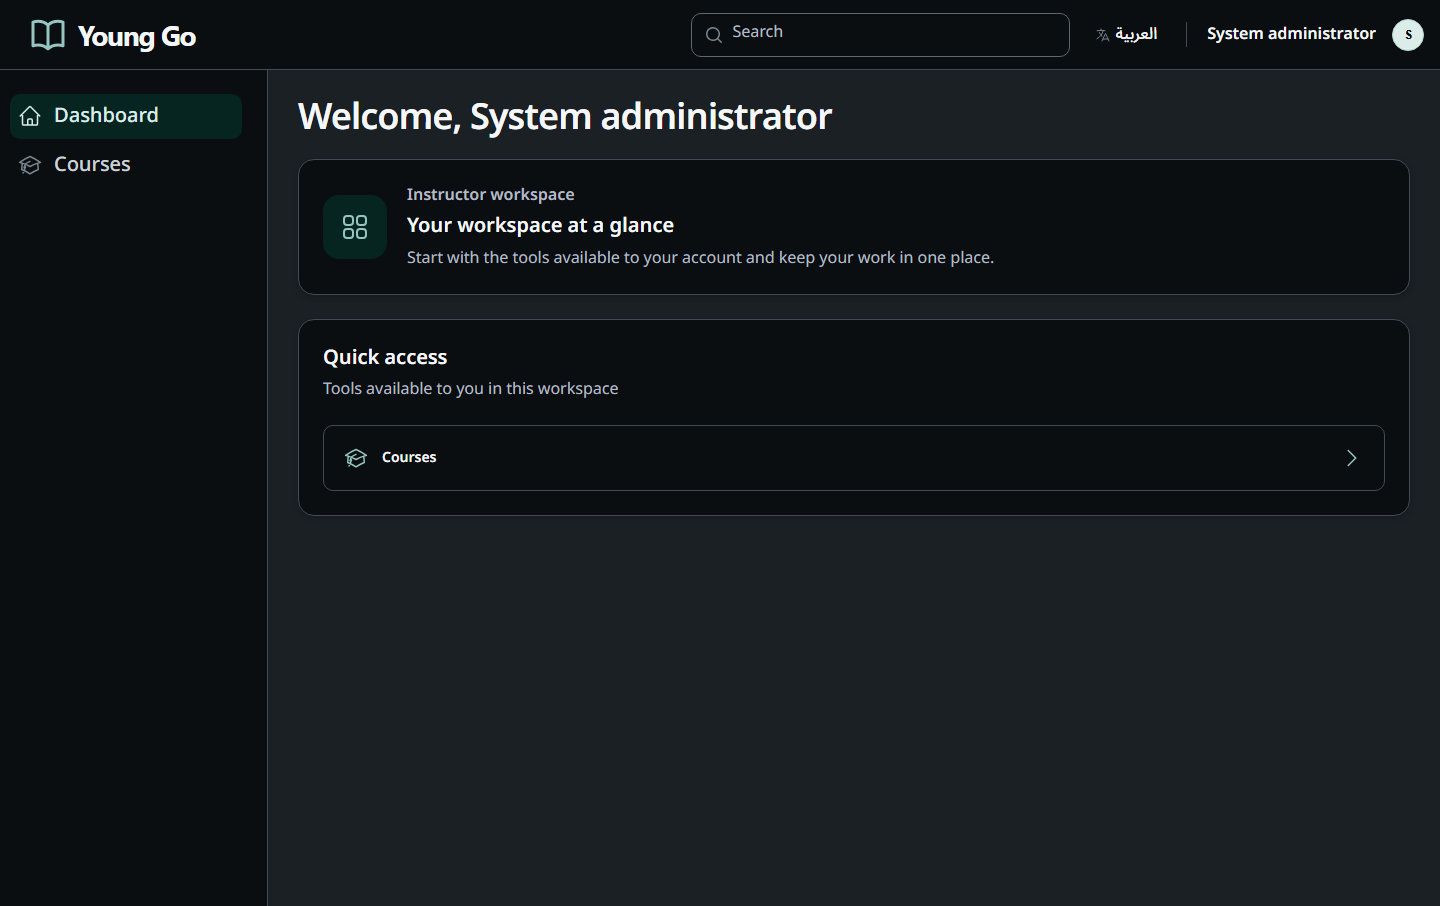 Young Go
Search
العربية
System administrator
S
Dashboard
Courses
Welcome, System administrator
Instructor workspace
Your workspace at a glance
Start with the tools available to your account and keep your work in one place.
Quick access
Tools available to you in this workspace
Courses